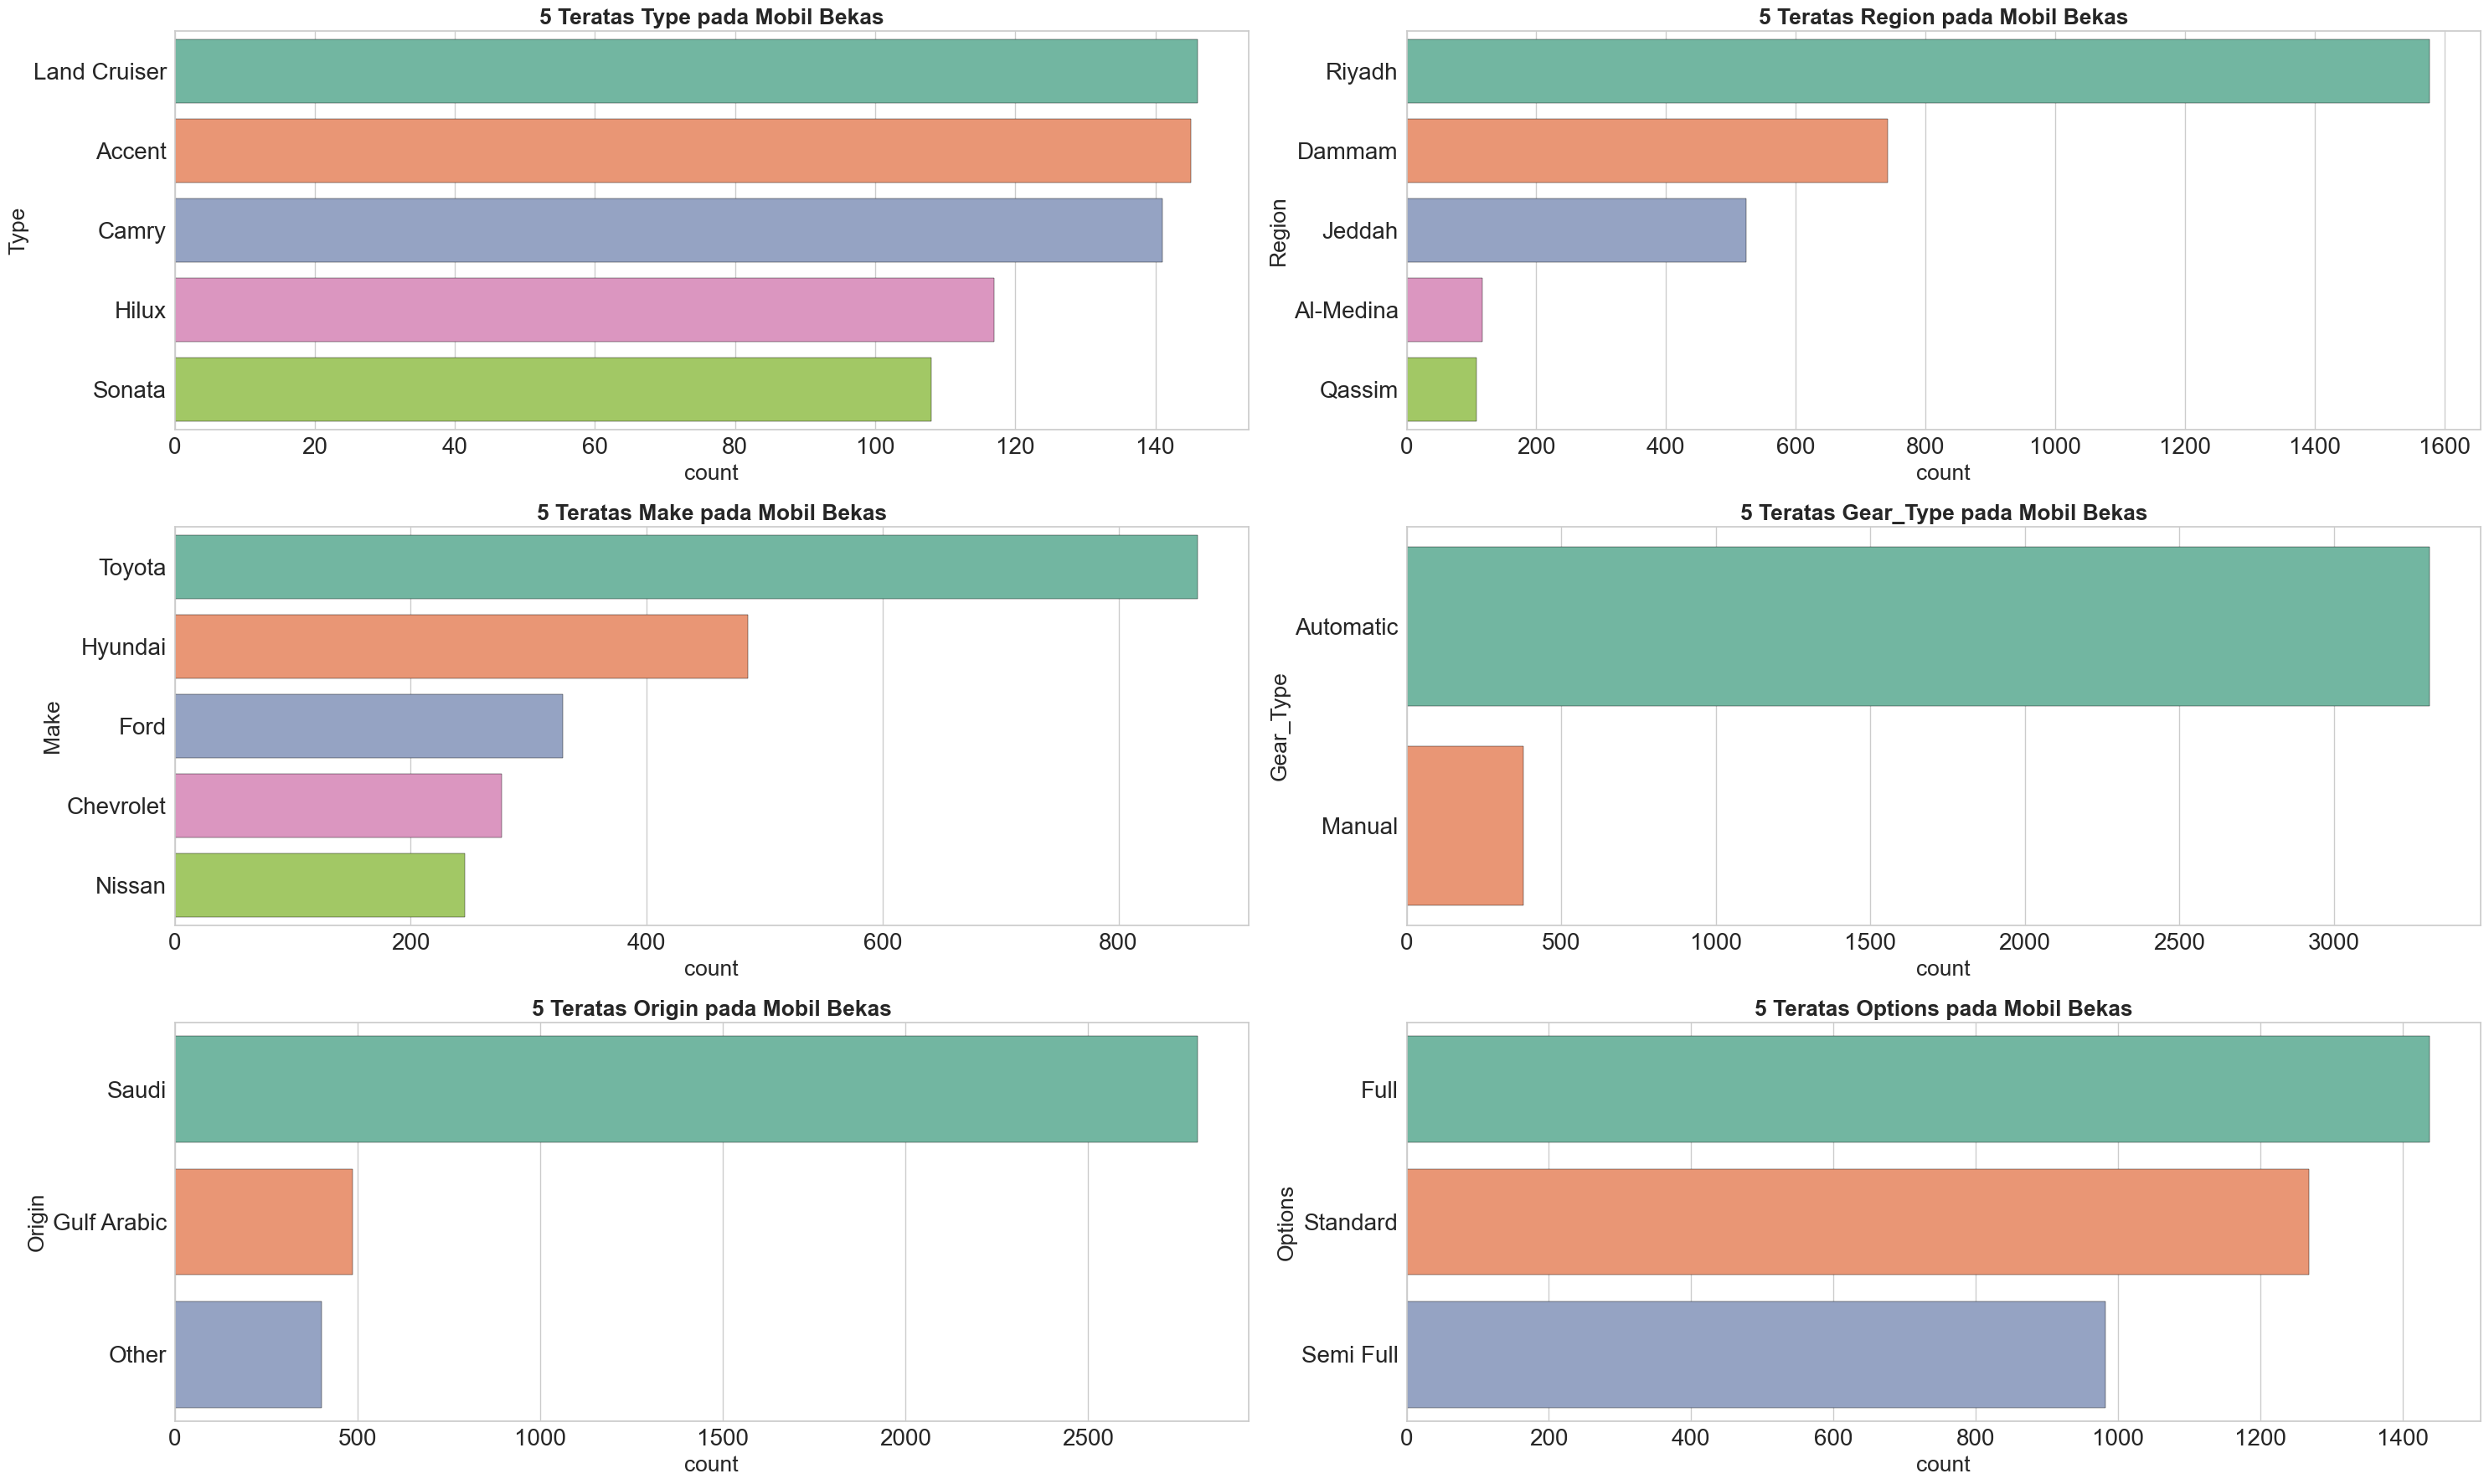 5 Teratas Type pada Mobil Bekas
Type
Land Cruiser
Accent
Camry
Hilux
Sonata
0 20 40 60 80 100 120 140
count
5 Teratas Region pada Mobil Bekas
Region
Riyadh
Dammam
Jeddah
Al-Medina
Qassim
0 200 400 600 800 1000 1200 1400 1600
count
5 Teratas Make pada Mobil Bekas
Make
Toyota
Hyundai
Ford
Chevrolet
Nissan
0 200 400 600 800
count
5 Teratas Gear_Type pada Mobil Bekas
Gear_Type
Automatic
Manual
0 500 1000 1500 2000 2500 3000
count
5 Teratas Origin pada Mobil Bekas
Origin
Saudi
Gulf Arabic
Other
0 500 1000 1500 2000 2500
count
5 Teratas Options pada Mobil Bekas
Options
Full
Standard
Semi Full
0 200 400 600 800 1000 1200 1400
count